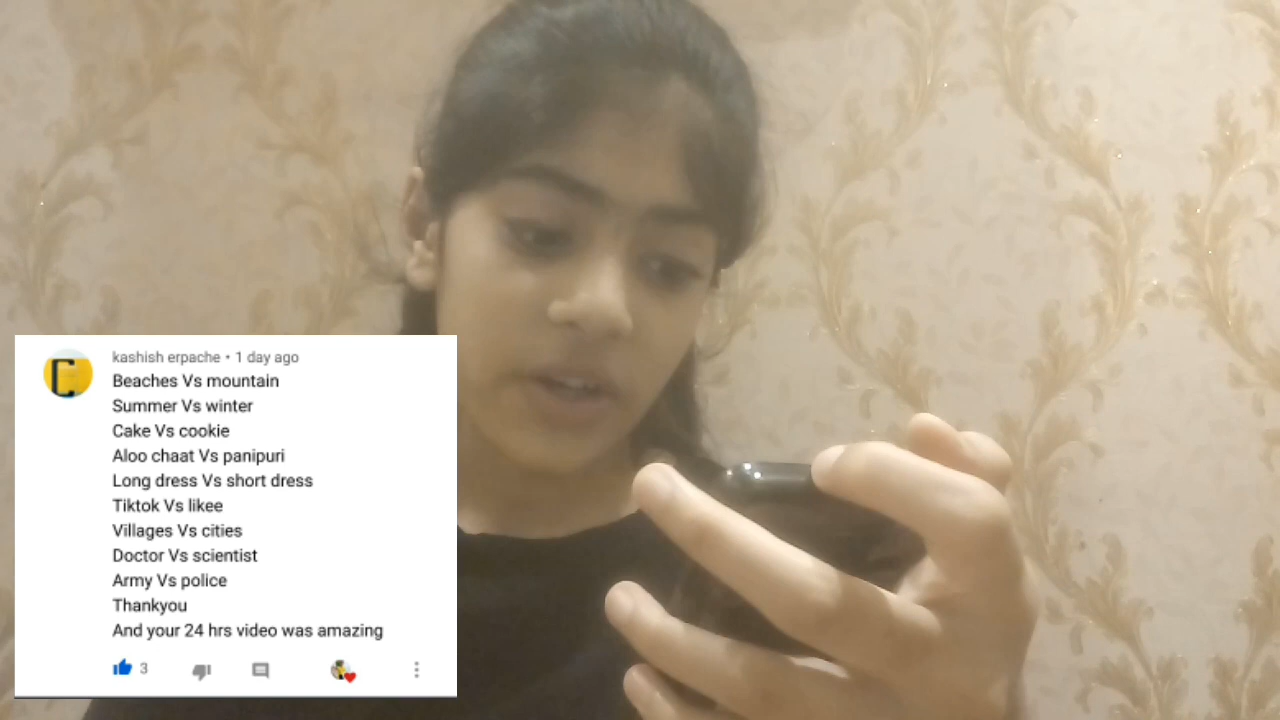 kashish erpache • 1 day ago
Beaches Vs mountain
Summer Vs winter
Cake Vs cookie
Aloo chaat Vs panipuri
Long dress Vs short dress
Tiktok Vs likee
Villages Vs cities
Doctor Vs scientist
Army Vs police
Thankyou
And your 24 hrs video was amazing
3